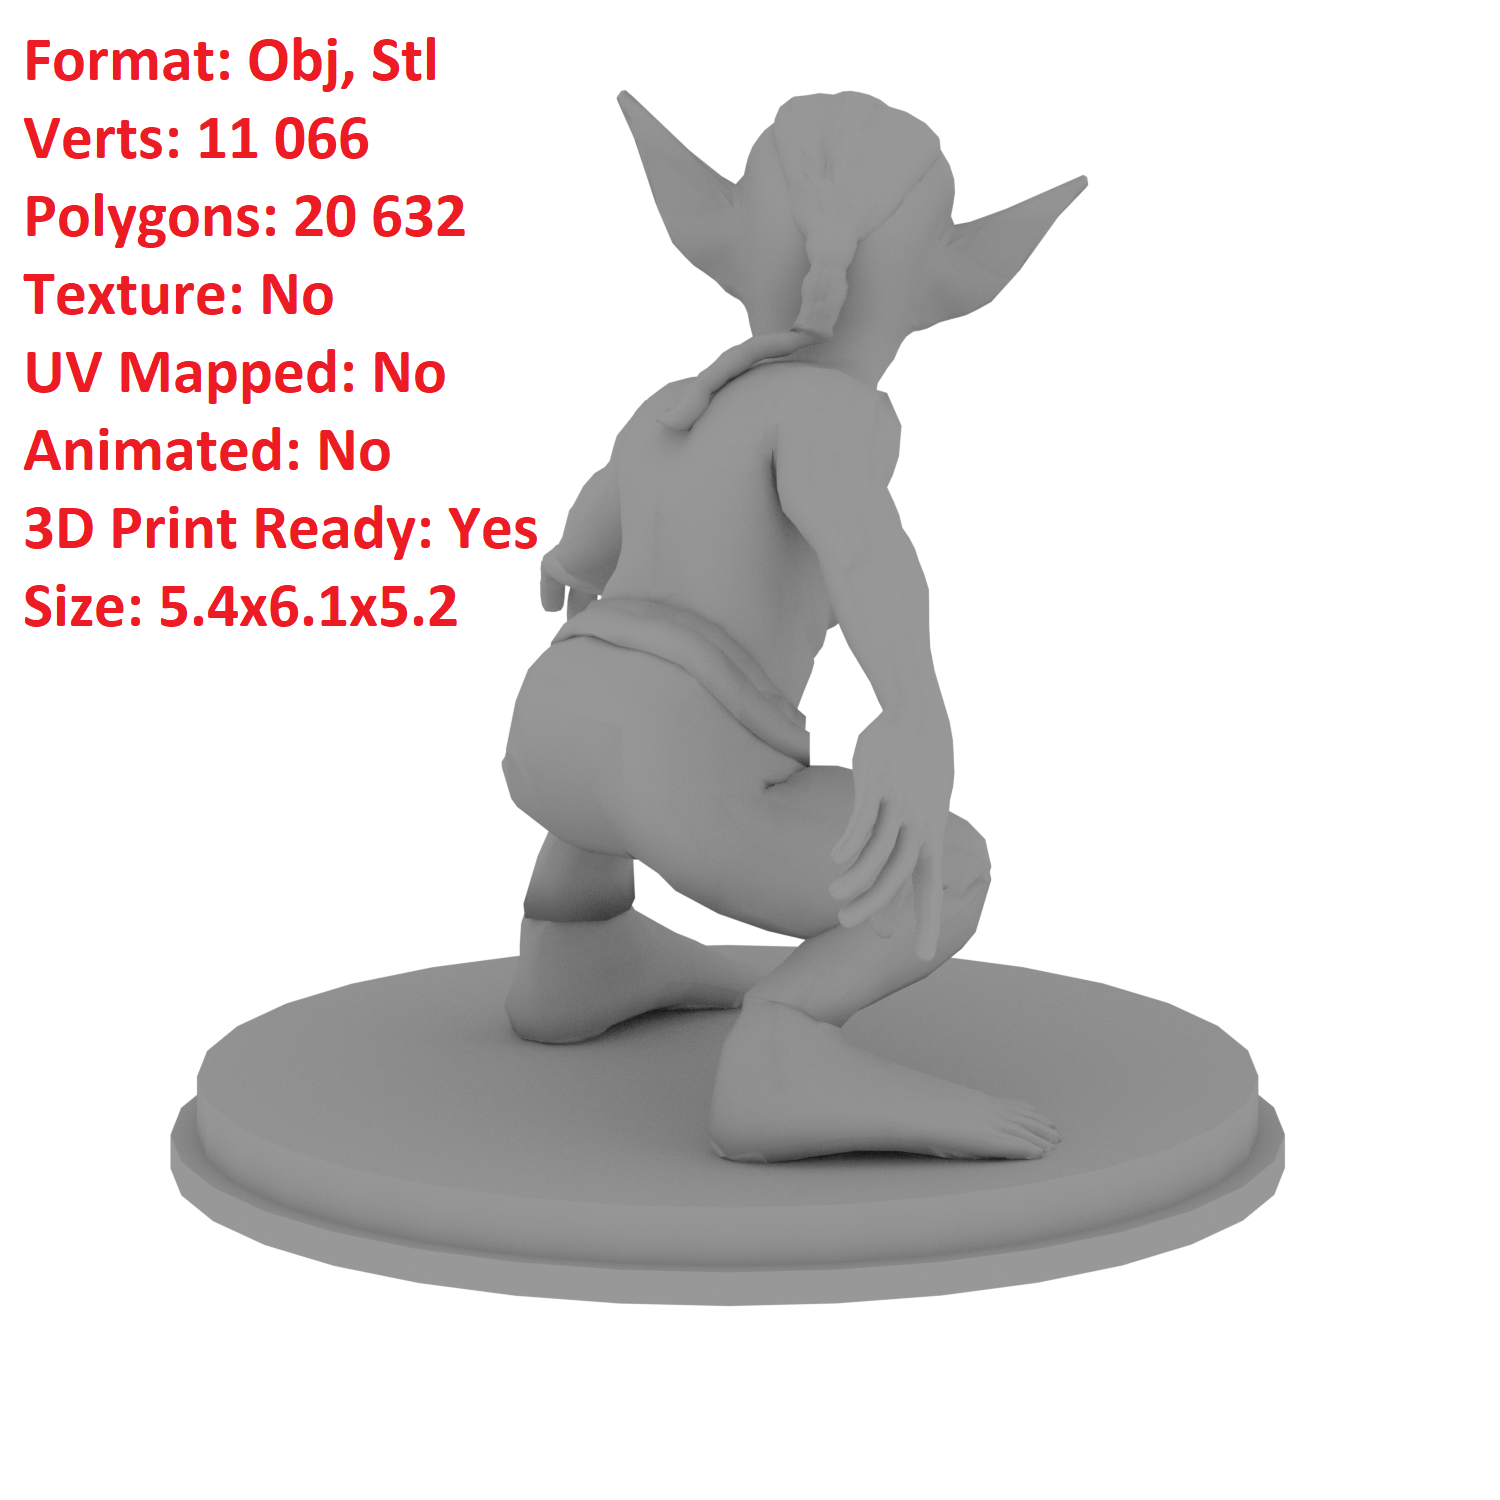 Format: Obj, Stl
Verts: 11 066
Polygons: 20 632
Texture: No
UV Mapped: No
Animated: No
3D Print Ready: Yes
Size: 5.4x6.1x5.2